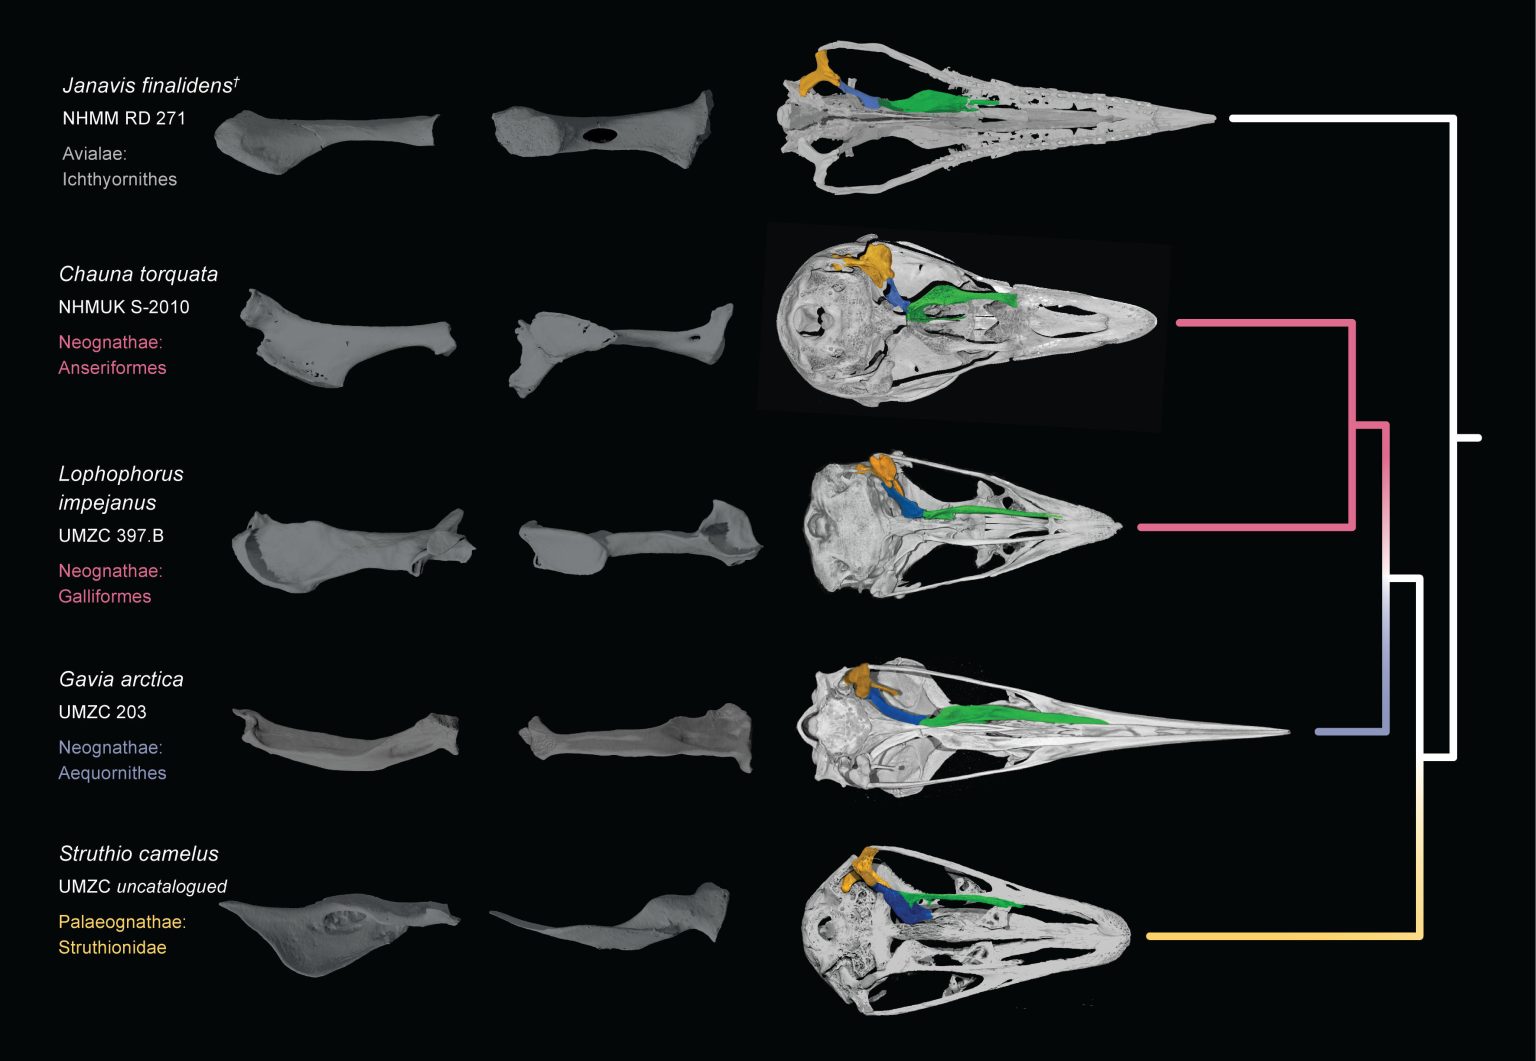 Janavis finalidens†
NHMM RD 271
Avialae:
Ichthyornithes
Chauna torquata
NHMUK S-2010
Neognathae:
Anseriformes
Lophophorus
impejanus
UMZC 397.B
Neognathae:
Galliformes
Gavia arctica
UMZC 203
Neognathae:
Aequornithes
Struthio camelus
UMZC uncatalogued
Palaeognathae:
Struthionidae